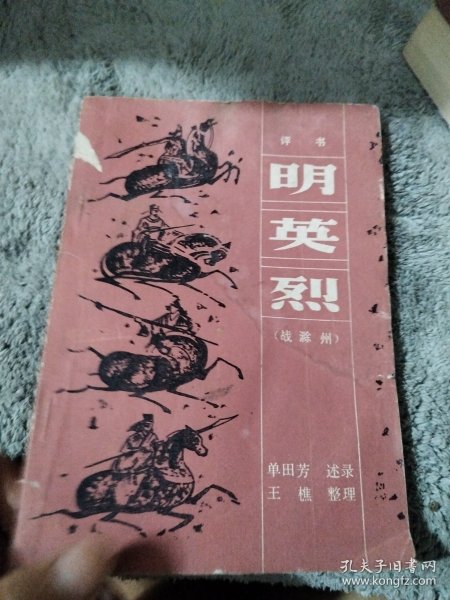 评 书
明
英
烈
（战 滁 州）
单田芳 述录
王 樵 整理
孔夫子旧书网
www.kongfz.com